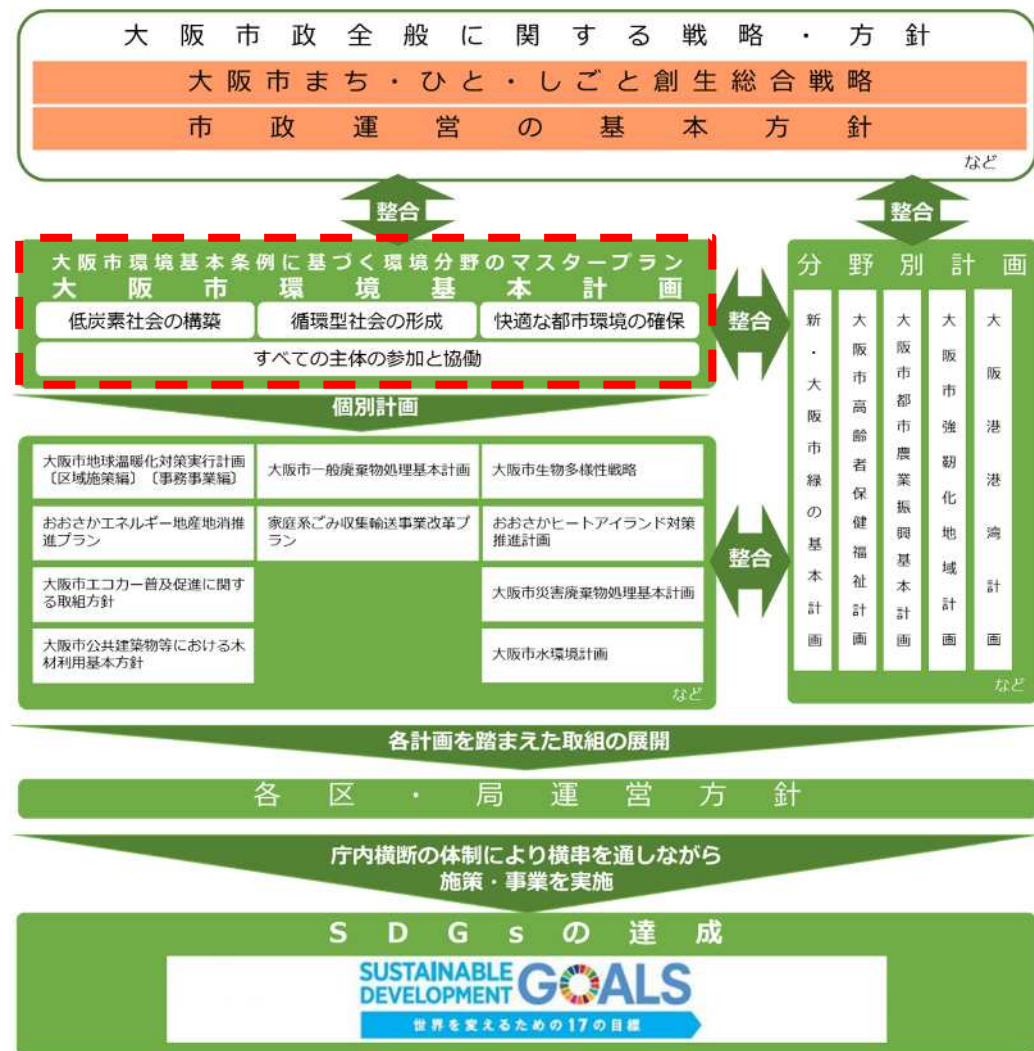 大阪市政全般に関する戦略・方針
大阪市まち・ひと・しごと創生総合戦略
市政運営の基本方針
など
整合
整合
大阪市環境基本条例に基づく環境分野のマスタープラン
大阪市環境基本計画
低炭素社会の構築
循環型社会の形成
快適な都市環境の確保
すべての主体の参加と協働
整合
分野別計画
新・大阪市緑の基本計画
大阪市高齢者保健福祉計画
大阪市都市農業振興基本計画
大阪市強靭化地域計画
大阪港港湾計画
など
個別計画
大阪市地球温暖化対策実行計画
〔区域施策編〕〔事務事業編〕
おおさかエネルギー地産地消推
進プラン
大阪市エコカー普及促進に関す
る取組方針
大阪市公共建築物等における木
材利用基本方針
大阪市一般廃棄物処理基本計画
家庭系ごみ収集輸送事業改革プ
ラン
大阪市生物多様性戦略
おおさかヒートアイランド対策
推進計画
大阪市災害廃棄物処理基本計画
大阪市水環境計画
など
整合
各計画を踏まえた取組の展開
各区・局運営方針
庁内横断の体制により横串を通しながら
施策・事業を実施
SDGsの達成
SUSTAINABLE
DEVELOPMENT
GOALS
世界を変えるための17の目標